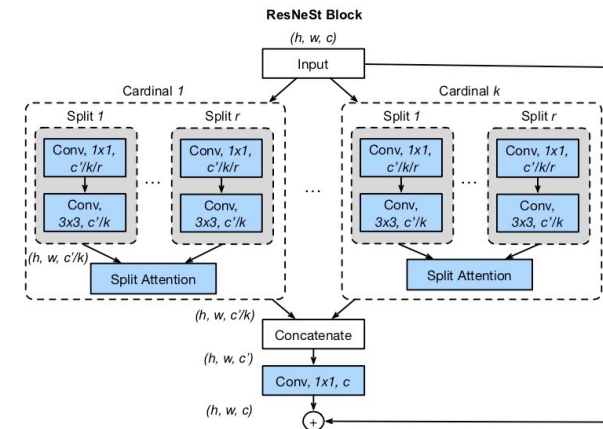 ResNeSt Block
(h, w, c)
Input
Cardinal 1
Cardinal k
Split 1
Split r
Split 1
Split r
Conv, 1x1,
c'/k/r
Conv, 1x1,
c'/k/r
Conv, 1x1,
c'/k/r
Conv, 1x1,
c'/k/r
...
...
...
Conv,
3x3, c'/k
Conv,
3x3, c'/k
Conv,
3x3, c'/k
Conv,
3x3, c'/k
(h, w, c'/k)
Split Attention
Split Attention
(h, w, c'/k)
Concatenate
(h, w, c')
Conv, 1x1, c
(h, w, c)
+